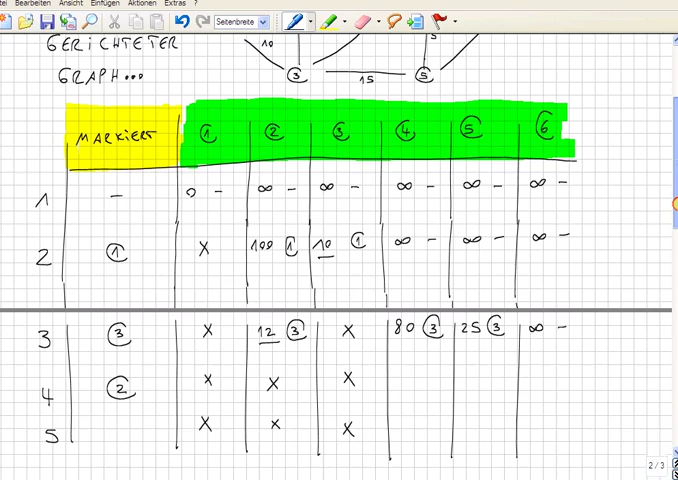 atei Bearbeiten Ansicht Einfügen Aktionen Extras ?
Seitenbreite
GERICHTETER
GRAPH...
10
5
3
15
5
MARKIERT 1 2 3 4 5 6
1 - 0 - ∞ - ∞ - ∞ - ∞ - ∞ -
2 1 X 100 1 10 1 ∞ - ∞ - ∞ -
3 3 X 12 3 X 80 3 25 3 ∞ -
4 2 X X X
5 X X X
2/3